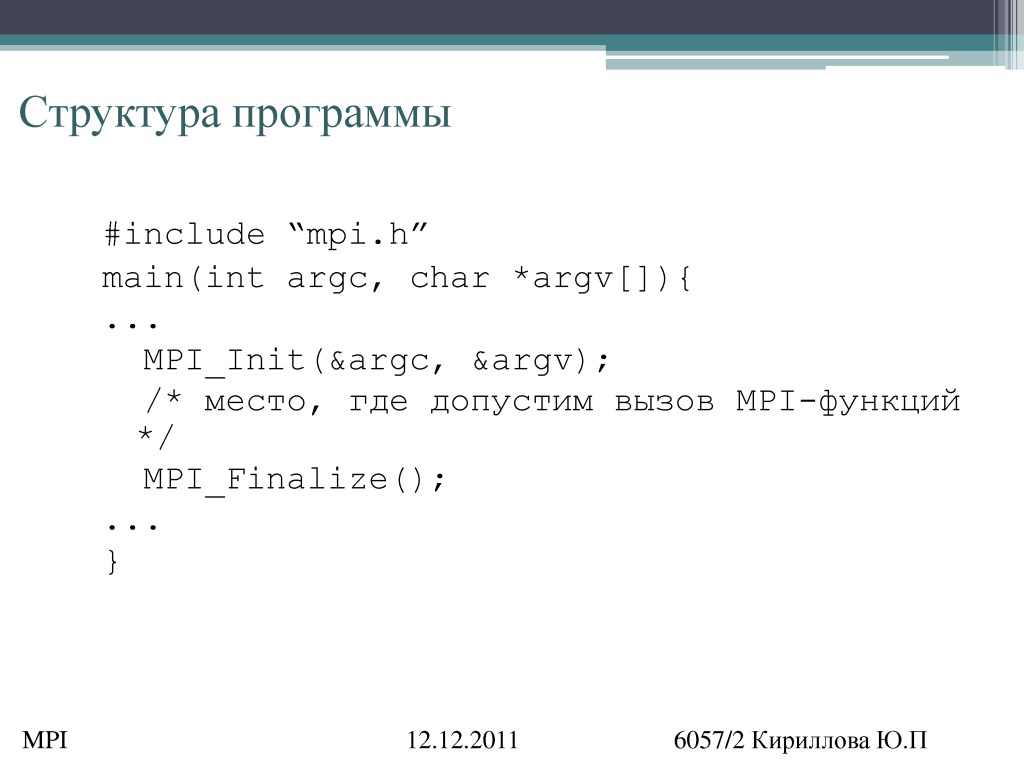 Структура программы
#include “mpi.h”
main(int argc, char *argv[]){
...
MPI_Init(&argc, &argv);
/* место, где допустим вызов MPI-функций
*/
MPI_Finalize();
...
}
MPI 12.12.2011 6057/2 Кириллова Ю.П